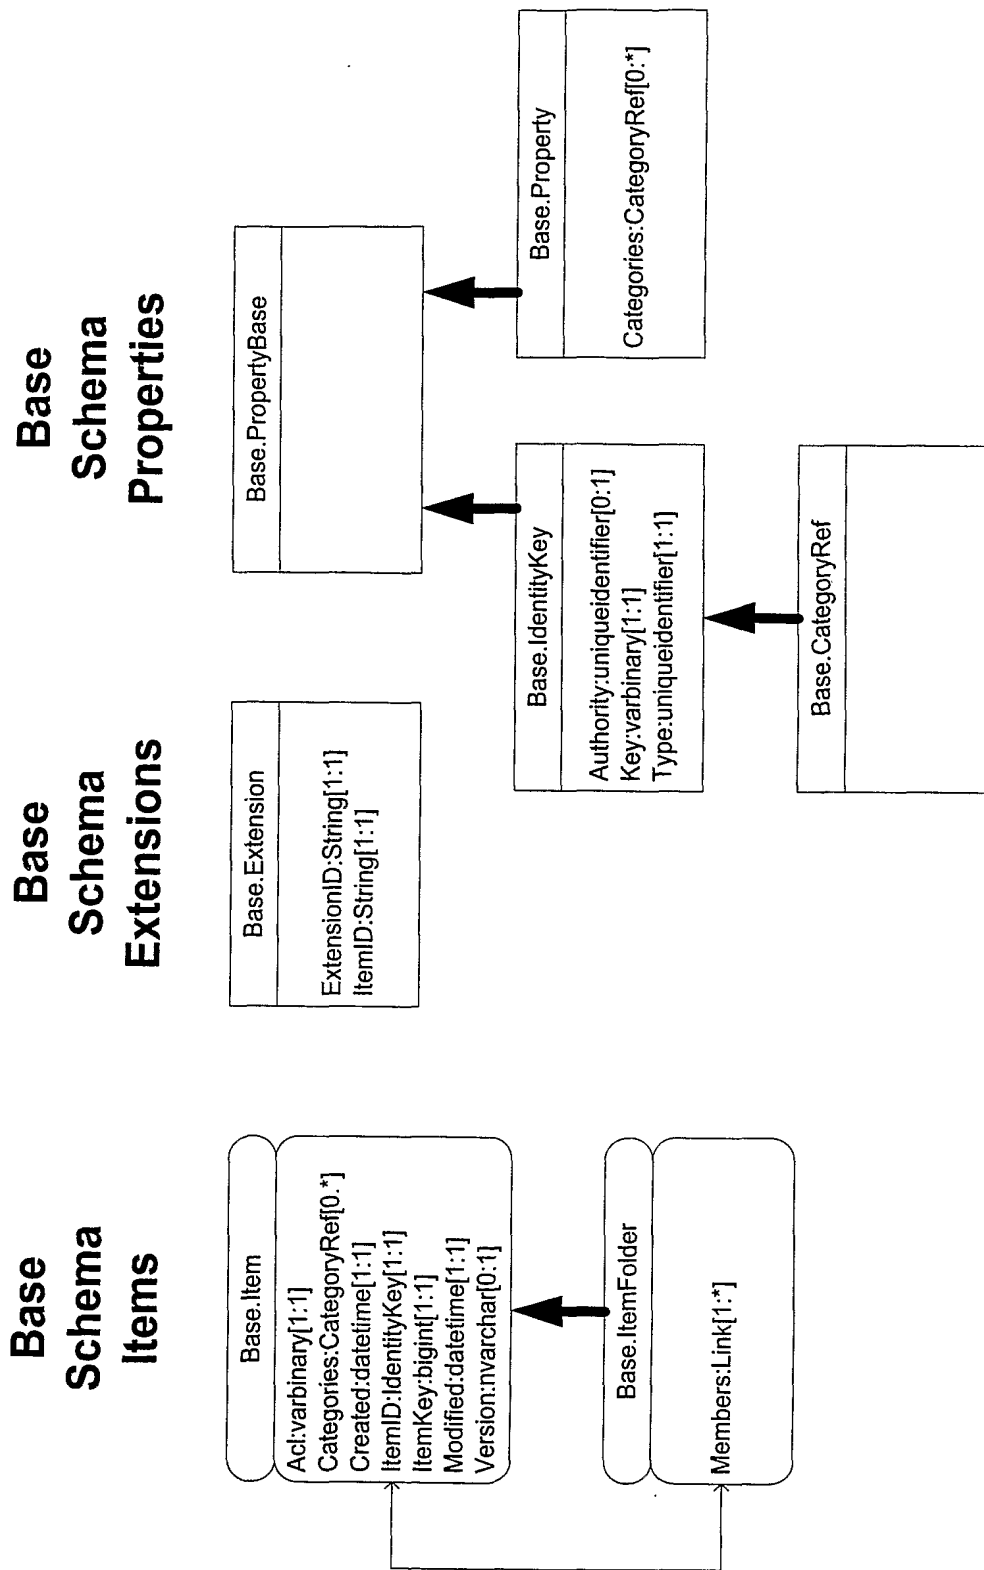 Base
Schema
Items
Base.Item
Acl:varbinary[1:1]
Categories:CategoryRef[0.*]
Created:datetime[1:1]
ItemID:IdentityKey[1:1]
ItemKey:bigint[1:1]
Modified:datetime[1:1]
Version:nvarchar[0:1]
Base.ItemFolder
Members:Link[1:*]
Base
Schema
Extensions
Base.Extension
ExtensionID:String[1:1]
ItemID:String[1:1]
Base
Schema
Properties
Base.PropertyBase
Base.IdentityKey
Authority:uniqueidentifier[0:1]
Key:varbinary[1:1]
Type:uniqueidentifier[1:1]
Base.CategoryRef
Base.Property
Categories:CategoryRef[0:*]